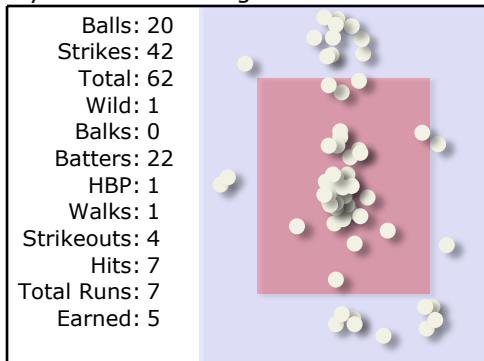 Balls: 20
Strikes: 42
Total: 62
Wild: 1
Balks: 0
Batters: 22
HBP: 1
Walks: 1
Strikeouts: 4
Hits: 7
Total Runs: 7
Earned: 5